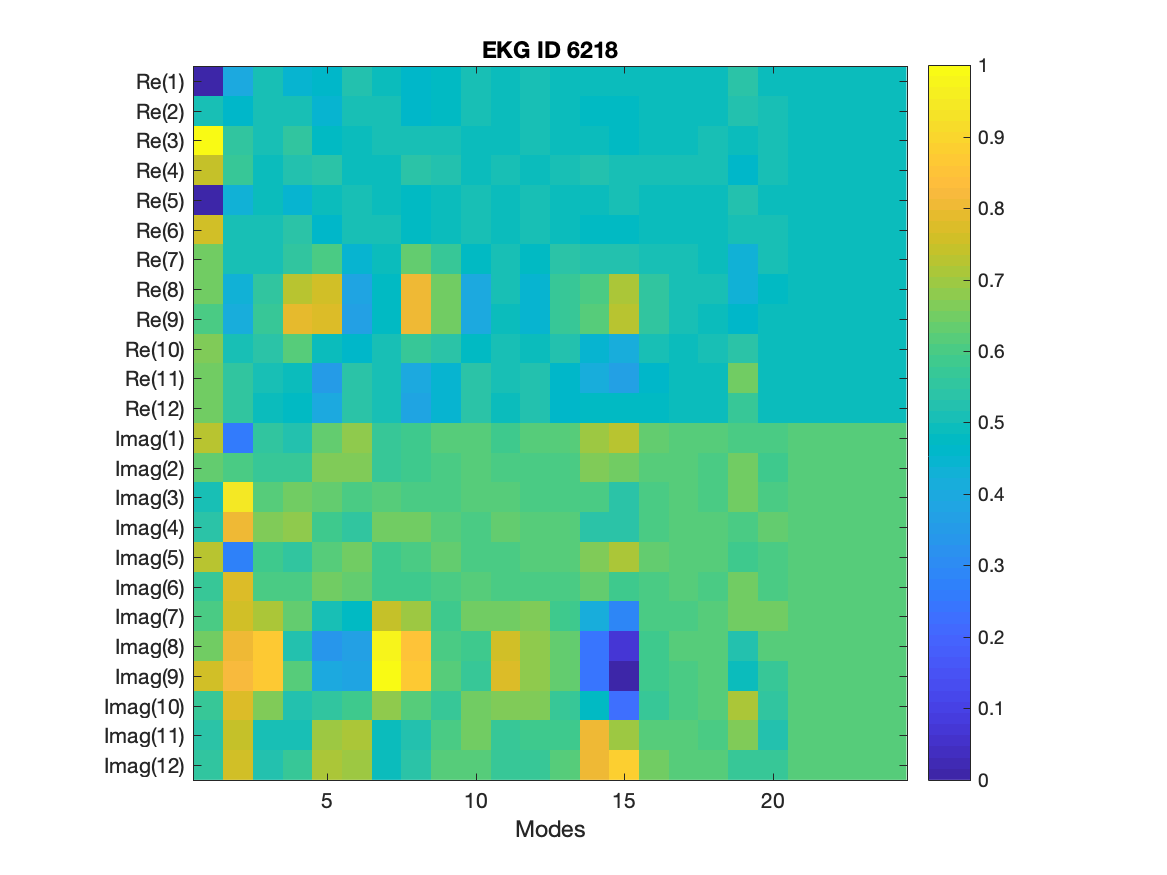 EKG ID 6218
Re(1)
Re(2)
Re(3)
Re(4)
Re(5)
Re(6)
Re(7)
Re(8)
Re(9)
Re(10)
Re(11)
Re(12)
Imag(1)
Imag(2)
Imag(3)
Imag(4)
Imag(5)
Imag(6)
Imag(7)
Imag(8)
Imag(9)
Imag(10)
Imag(11)
Imag(12)
5 10 15 20
Modes
1
0.9
0.8
0.7
0.6
0.5
0.4
0.3
0.2
0.1
0